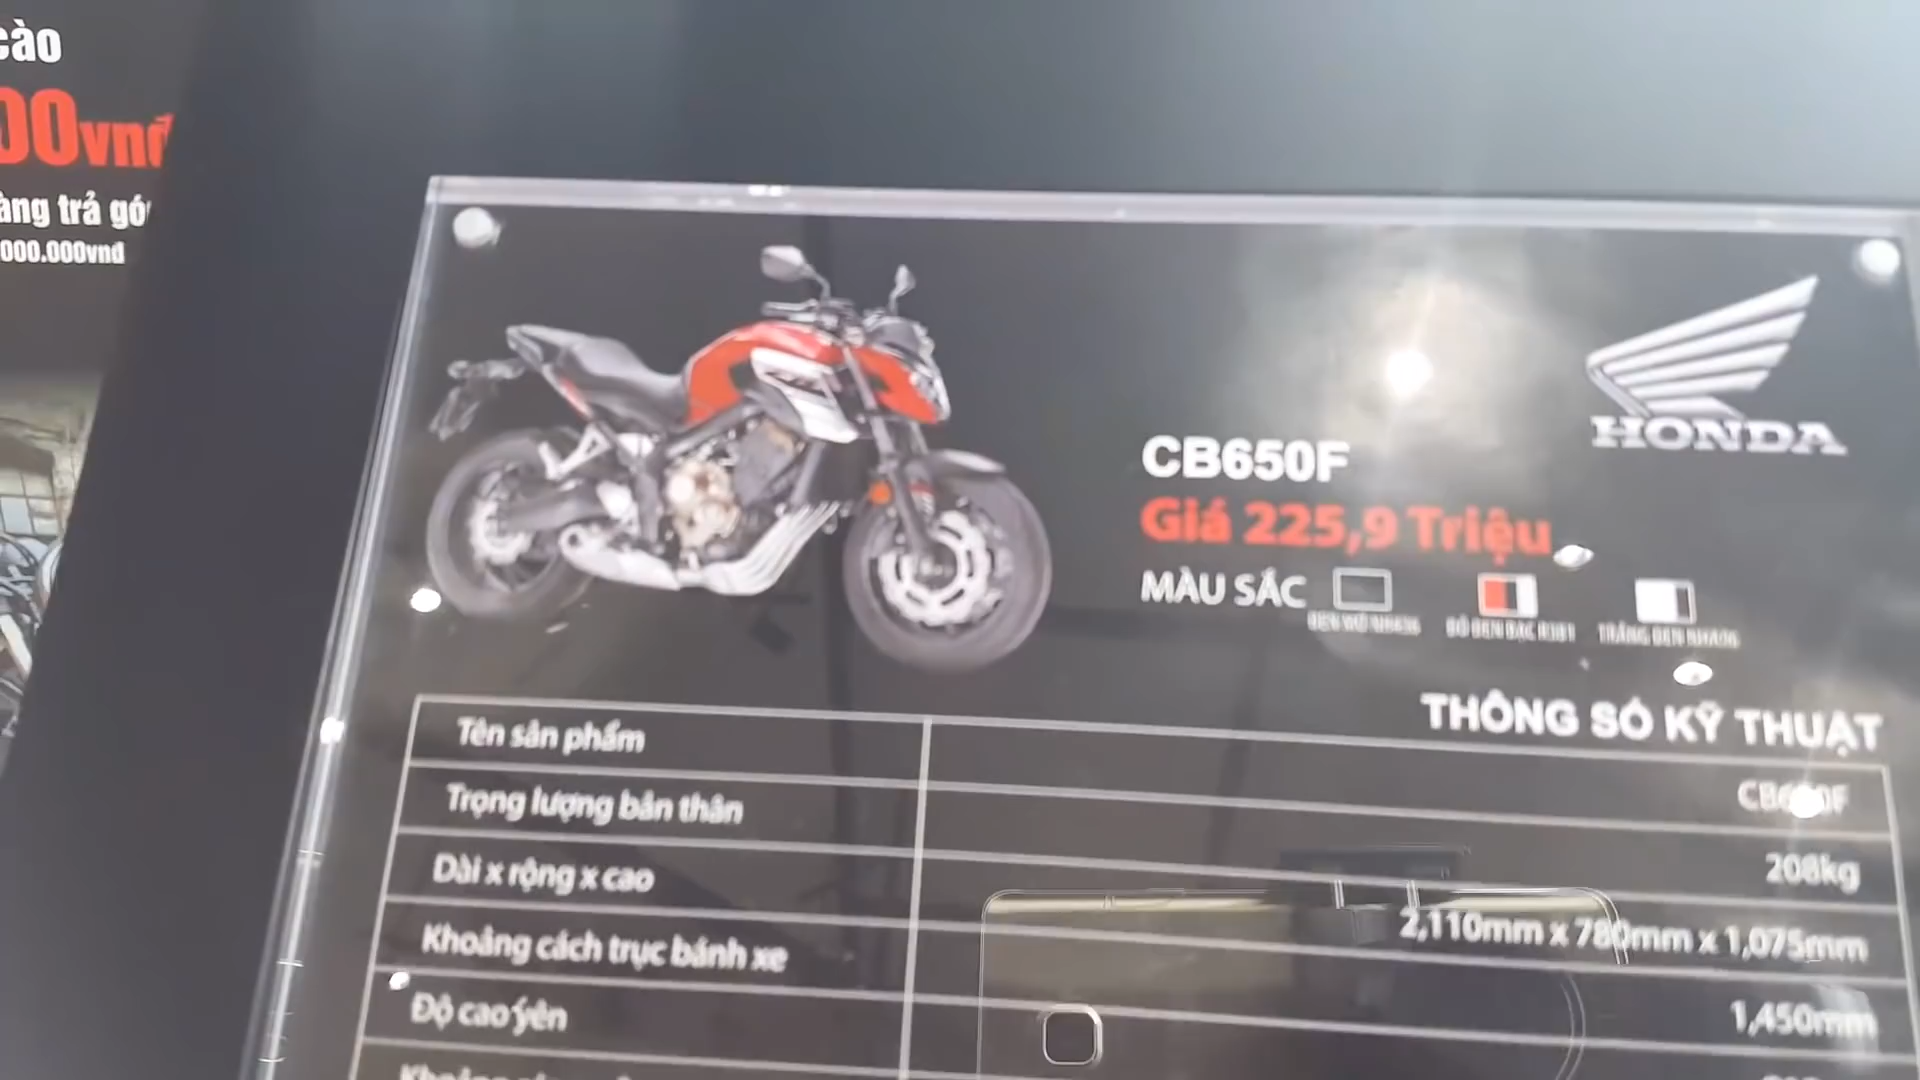 cào
00vnđ
àng trả gó
000.000vnđ
HONDA
CB650F
Giá 225,9 Triệu
MÀU SẮC
THÔNG SỐ KỸ THUẬT
Tên sản phẩm
CB650F
Trọng lượng bản thân
208kg
Dài x rộng x cao
2,110mm x 780mm x 1,075mm
Khoảng cách trục bánh xe
1,450mm
Độ cao yên